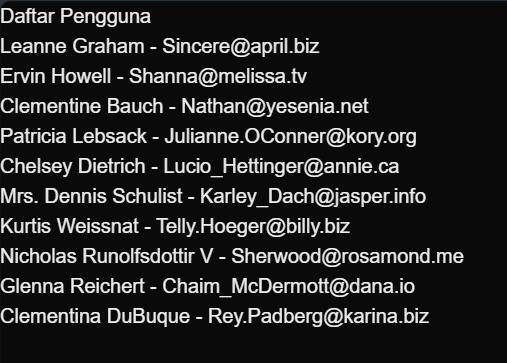 Daftar Pengguna
Leanne Graham - Sincere@april.biz
Ervin Howell - Shanna@melissa.tv
Clementine Bauch - Nathan@yesenia.net
Patricia Lebsack - Julianne.OConner@kory.org
Chelsey Dietrich - Lucio_Hettinger@annie.ca
Mrs. Dennis Schulist - Karley_Dach@jasper.info
Kurtis Weissnat - Telly.Hoeger@billy.biz
Nicholas Runolfsdottir V - Sherwood@rosamond.me
Glenna Reichert - Chaim_McDermott@dana.io
Clementina DuBuque - Rey.Padberg@karina.biz